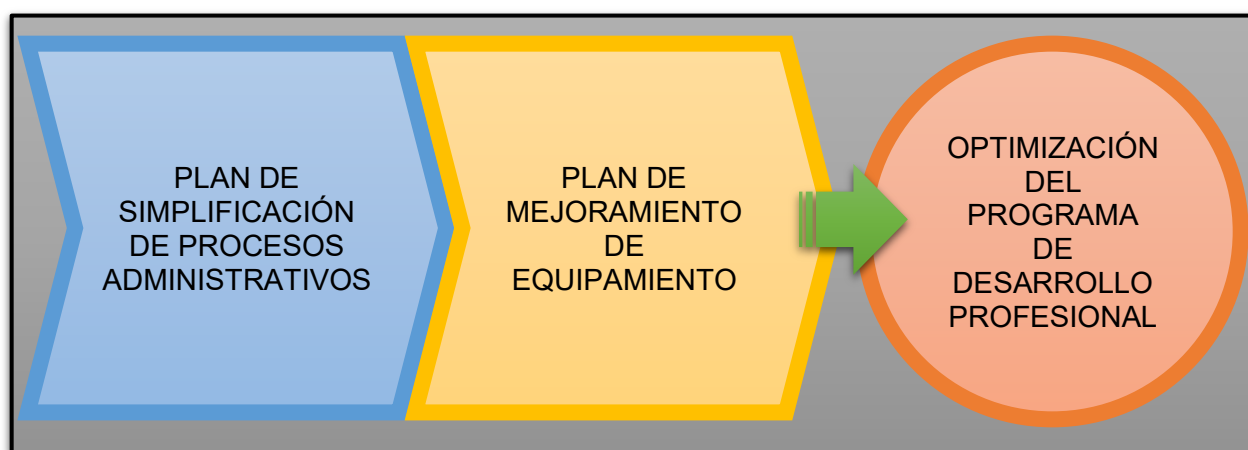 PLAN DE
SIMPLIFICACIÓN
DE PROCESOS
ADMINISTRATIVOS
PLAN DE
MEJORAMIENTO
DE
EQUIPAMIENTO
OPTIMIZACIÓN
DEL
PROGRAMA
DE
DESARROLLO
PROFESIONAL